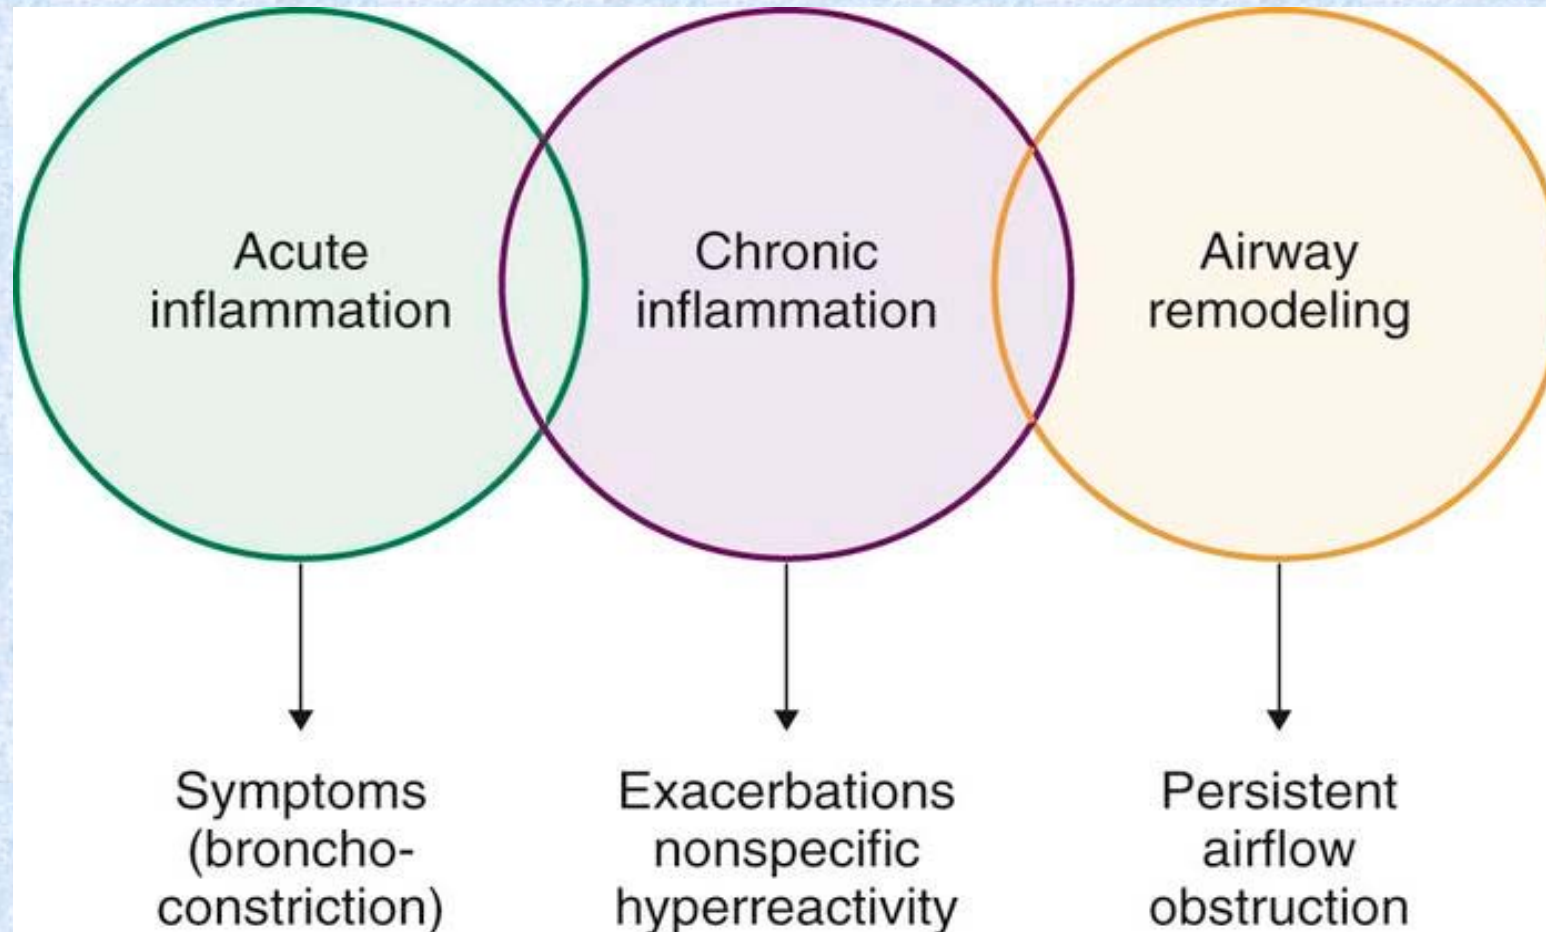 Acute
inflammation
Chronic
inflammation
Airway
remodeling
Symptoms
(broncho-
constriction)
Exacerbations
nonspecific
hyperreactivity
Persistent
airflow
obstruction